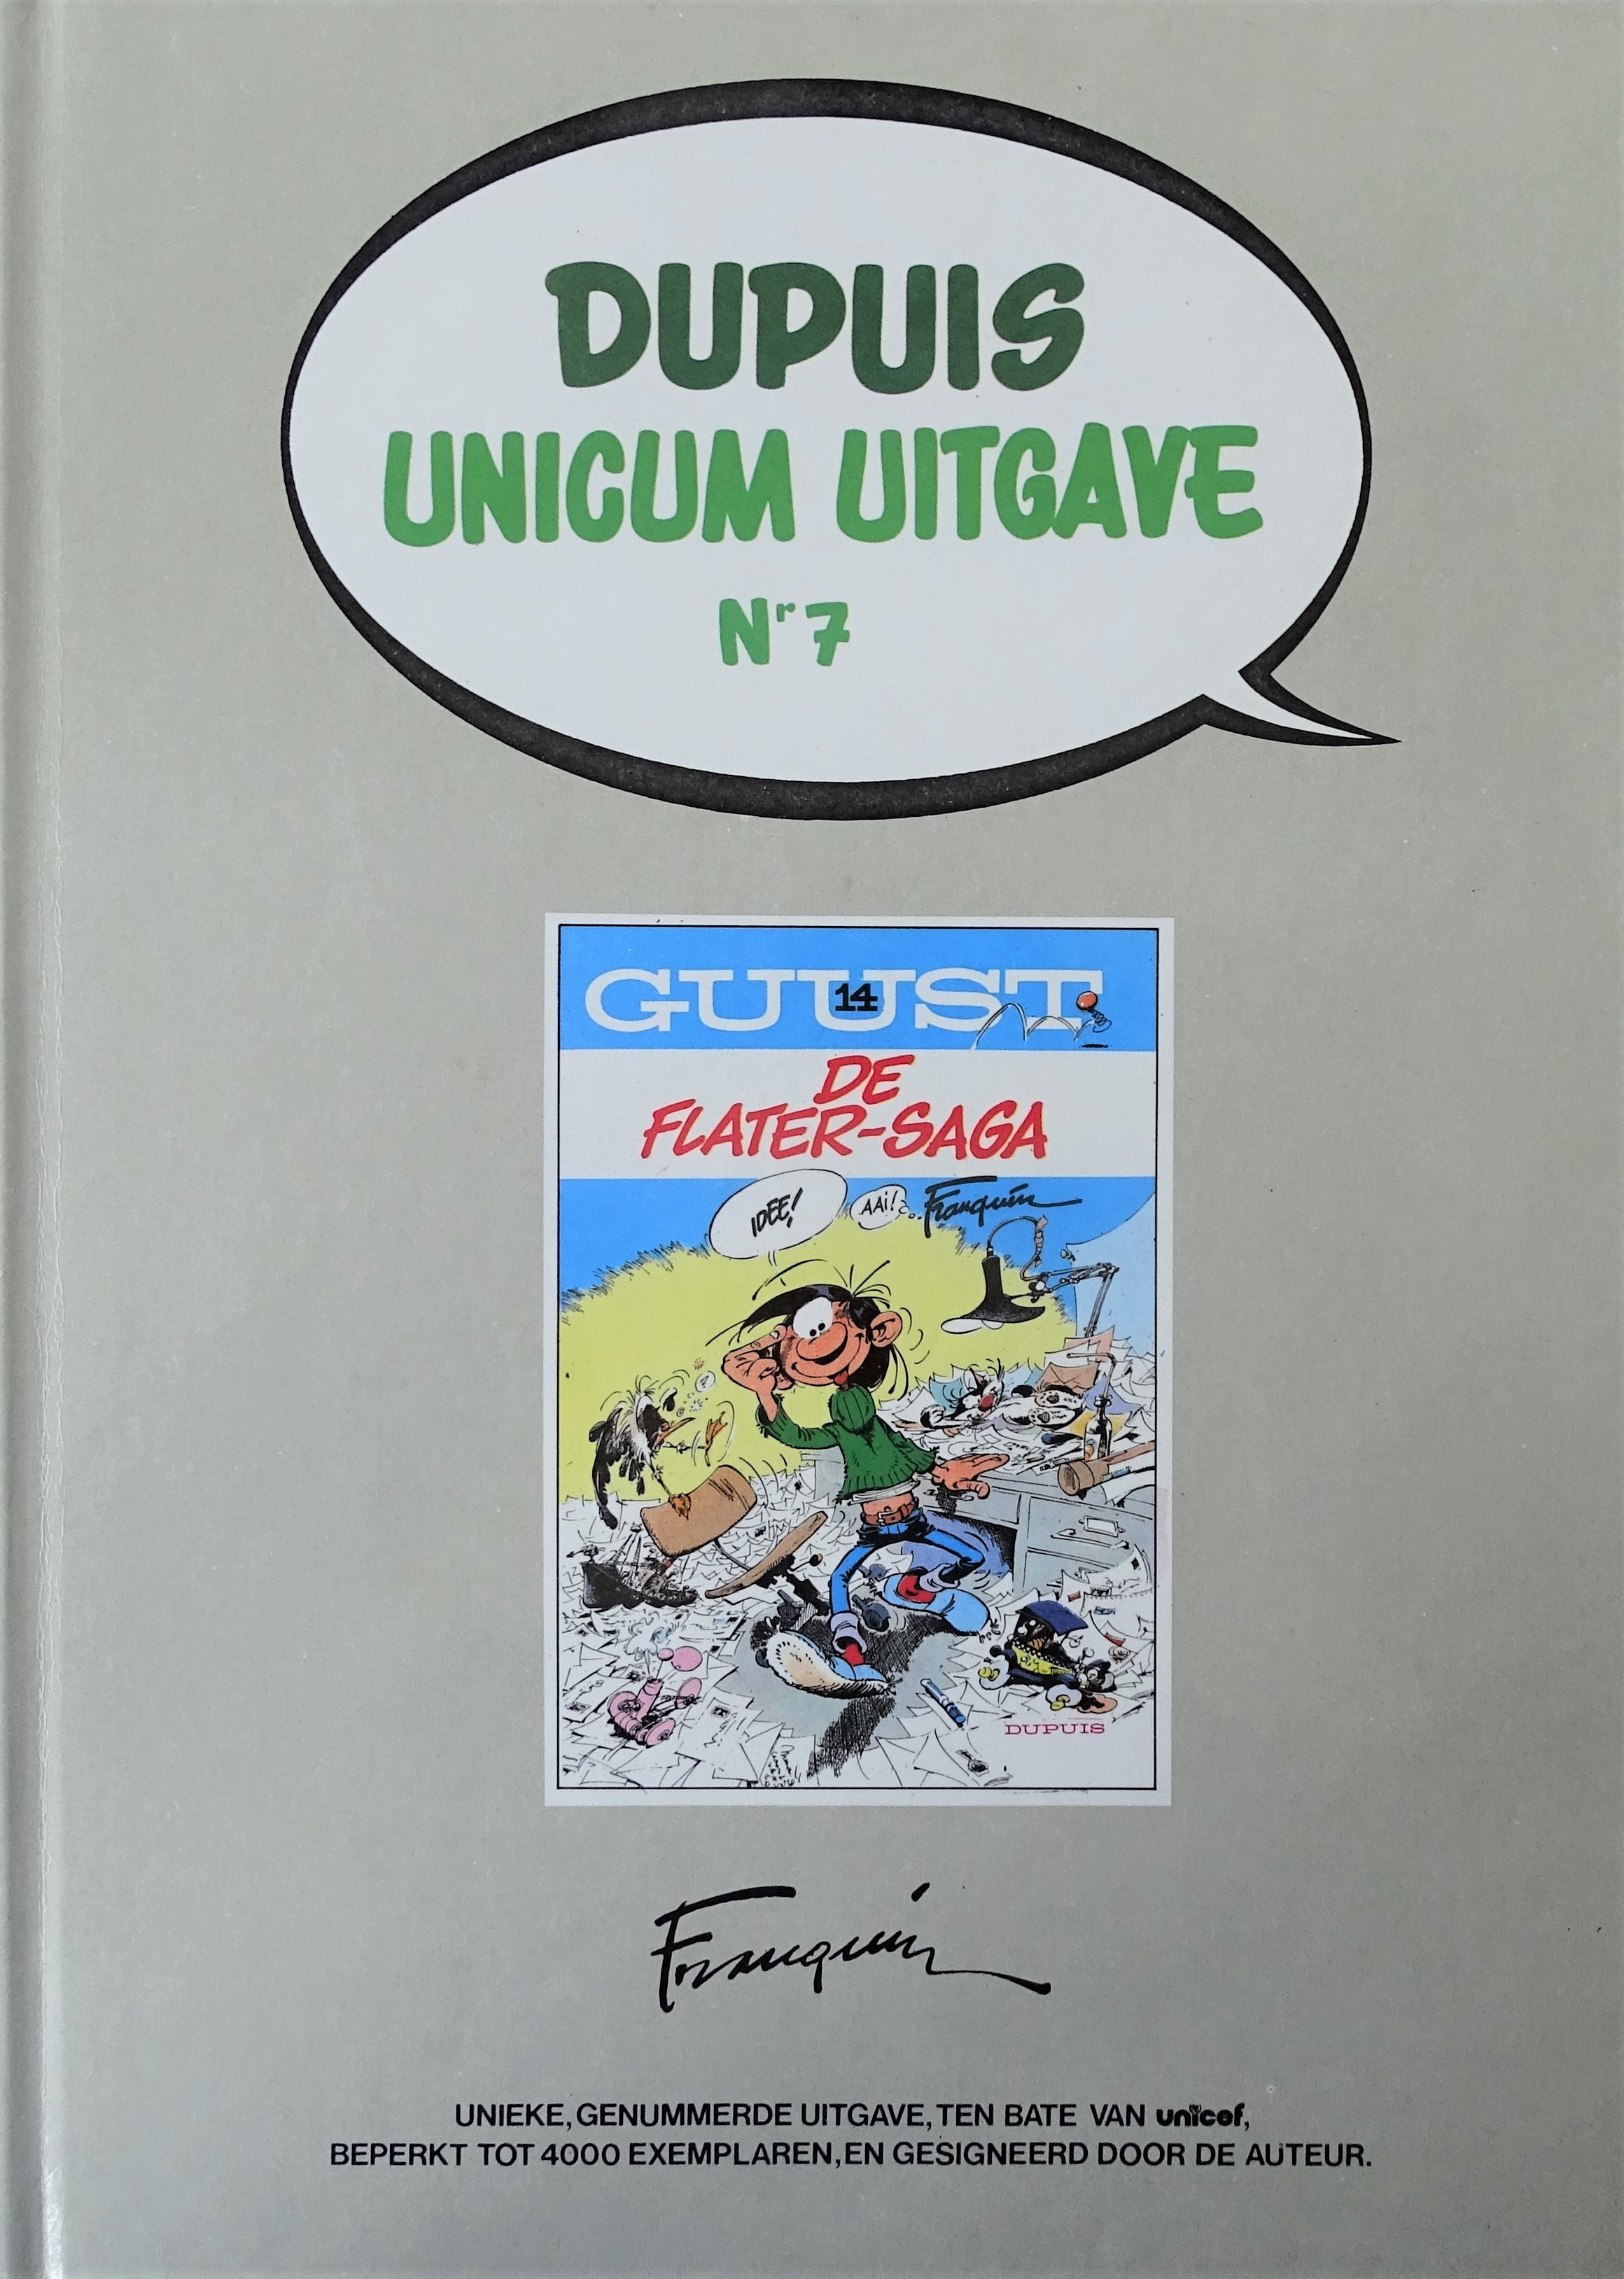 DUPUIS
UNICUM UITGAVE
Nr 7
GUUST
14
DE
FLATER-SAGA
IDEE!
AAi!
Franquin
DUPUIS
Franquin
UNIEKE, GENUMMERDE UITGAVE, TEN BATE VAN unicef,
BEPERKT TOT 4000 EXEMPLAREN, EN GESIGNEERD DOOR DE AUTEUR.